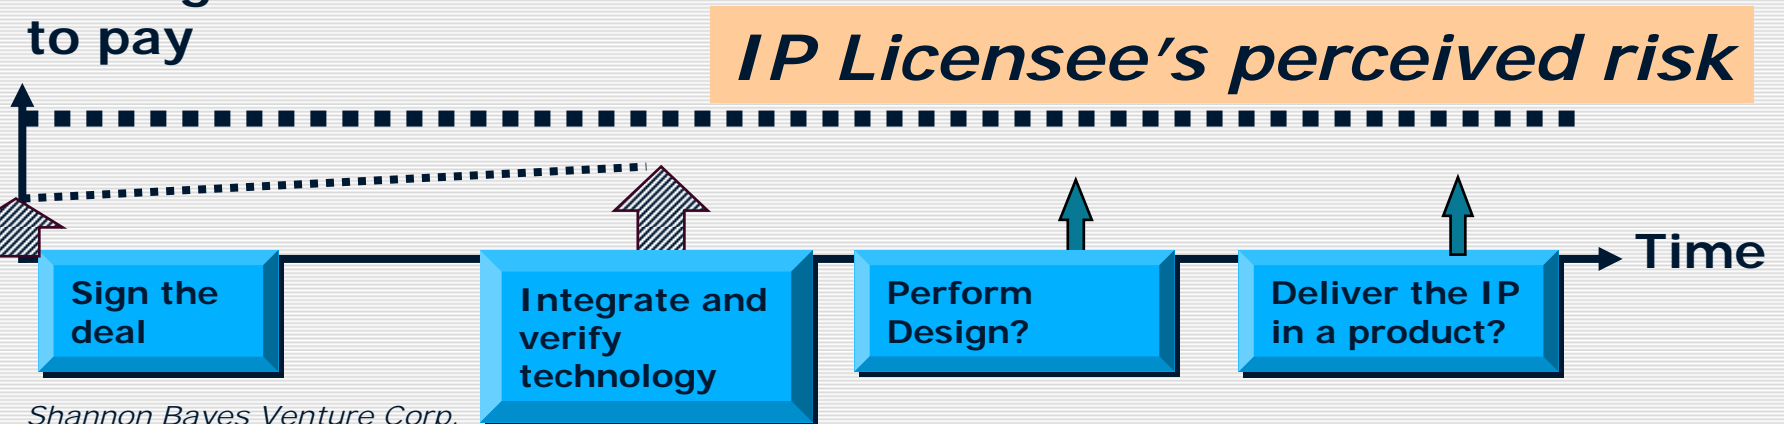 to pay
IP Licensee's perceived risk
Time
Sign the
deal
Integrate and
verify
technology
Perform
Design?
Deliver the IP
in a product?
Shannon Bayes Venture Corp.